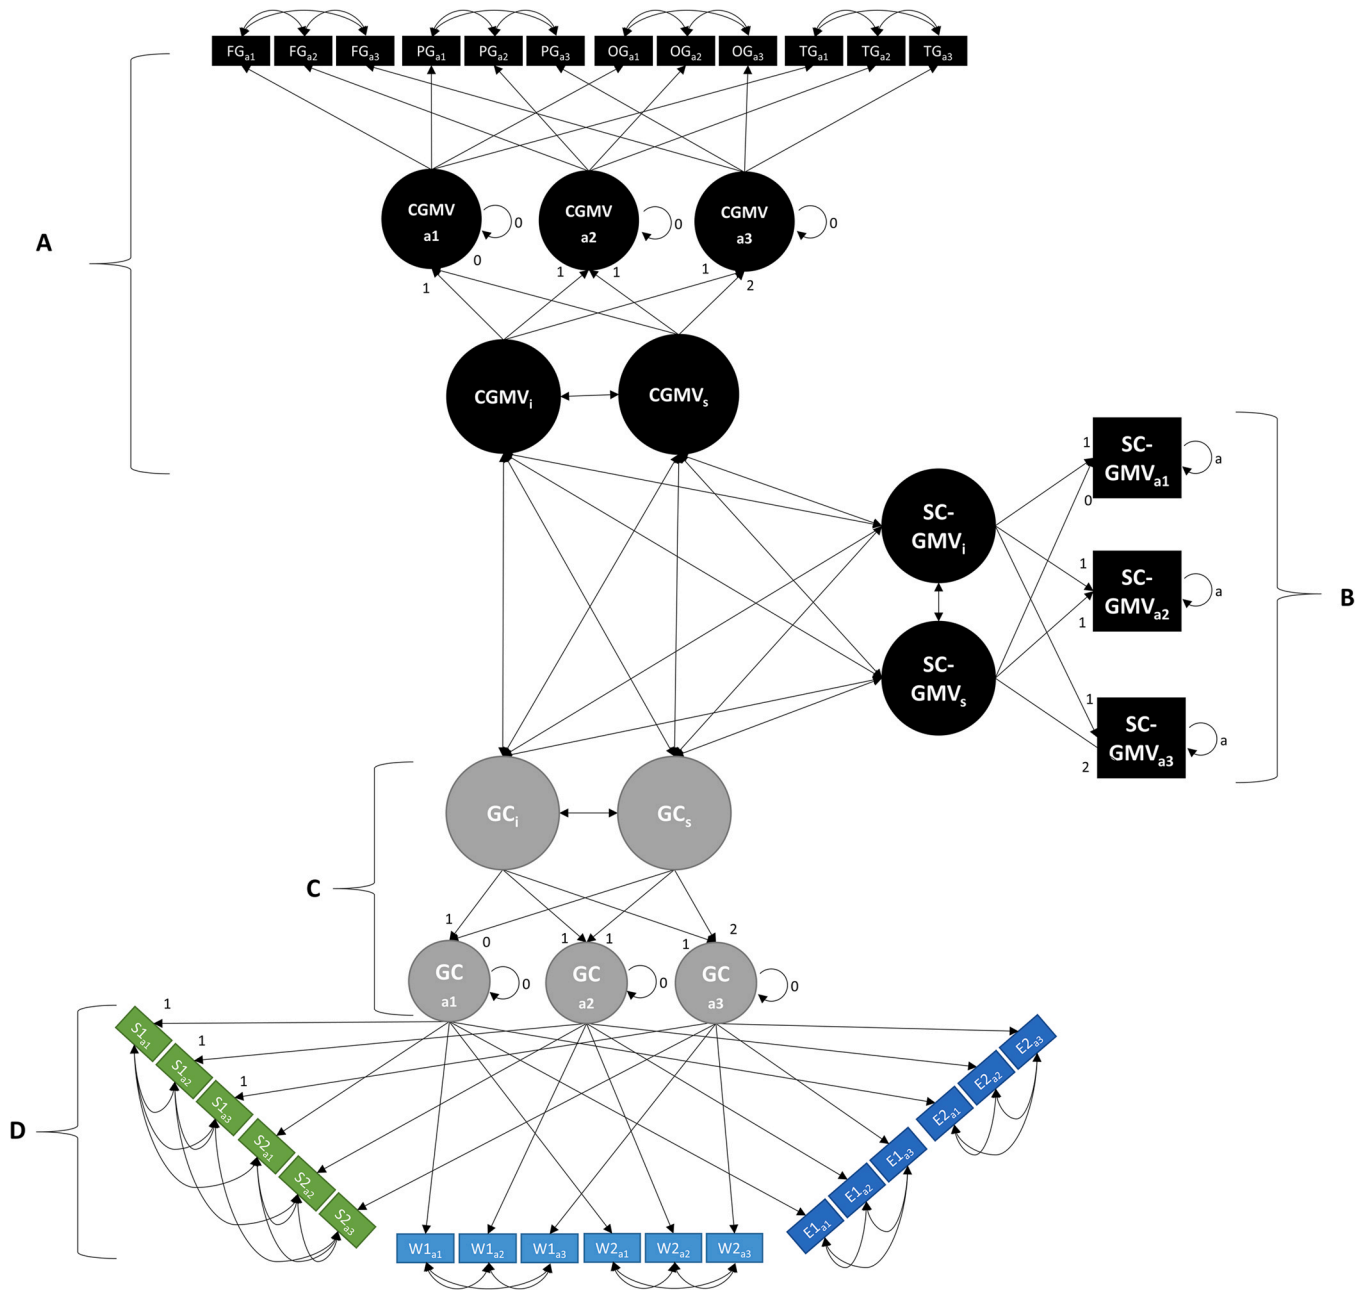 FGa1 FGa2 FGa3 PGa1 PGa2 PGa3 OGa1 OGa2 OGa3 TGa1 TGa2 TGa3
A
CGMV
a1
0
CGMV
a2
0
CGMV
a3
0
0
1
1
1
1
2
CGMVi
CGMVs
B
SC-
GMVi
SC-
GMVs
1
SC-
GMVa1
a
0
1
SC-
GMVa2
a
1
1
SC-
GMVa3
a
2
C
GCi
GCs
1
0
1
1
1
2
GC
a1
0
GC
a2
0
GC
a3
0
D
1
1
1
S1a1
S1a2
S1a3
S2a1
S2a2
S2a3
W1a1 W1a2 W1a3 W2a1 W2a2 W2a3
E1a1
E1a2
E1a3
E2a1
E2a2
E2a3